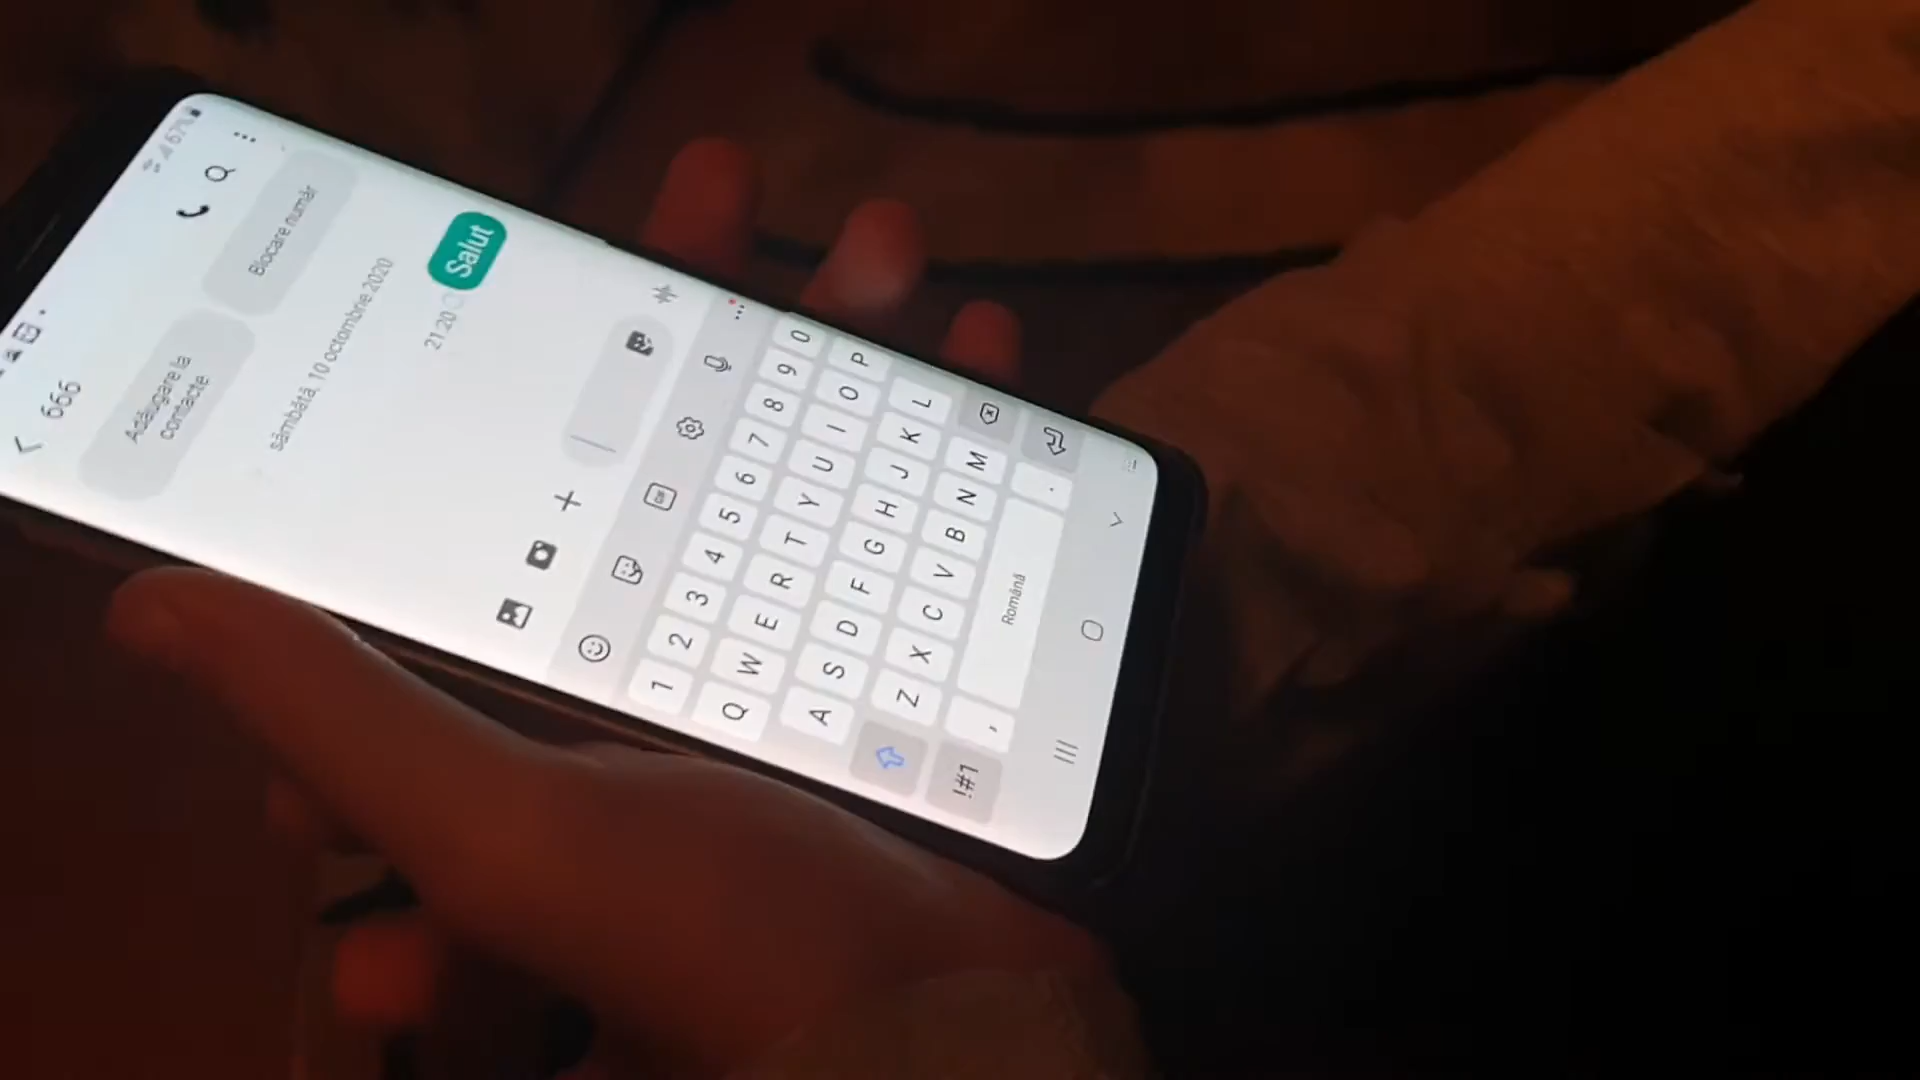 67%
666
Adăugare la
contacte
Blocare număr
sâmbătă, 10 octombrie 2020
21:20
Salut
1 2 3 4 5 6 7 8 9 0
Q W E R T Y U I O P
A S D F G H J K L
Z X C V B N M
!#1 , Română .